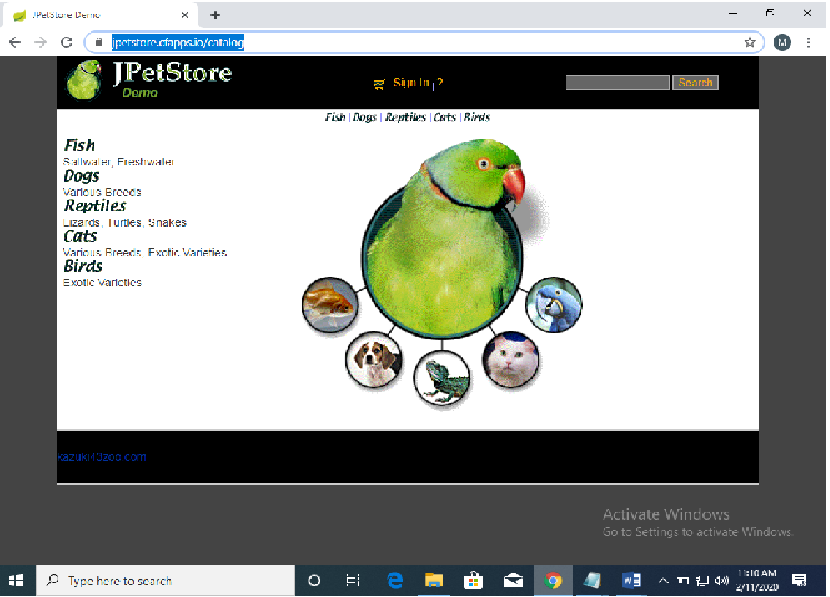 JPetStore Demo
jpetstore.cfapps.io/catalog
M
JPetStore
Demo
Sign In | ?
Search
Fish | Dogs | Reptiles | Cats | Birds
Fish
Saltwater, Freshwater
Dogs
Various Breeds
Reptiles
Lizards, Turtles, Snakes
Cats
Various Breeds, Exotic Varieties
Birds
Exotic Varieties
kazuki43zoo.com
Activate Windows
Go to Settings to activate Windows.
Type here to search
11:10 AM
2/11/2020